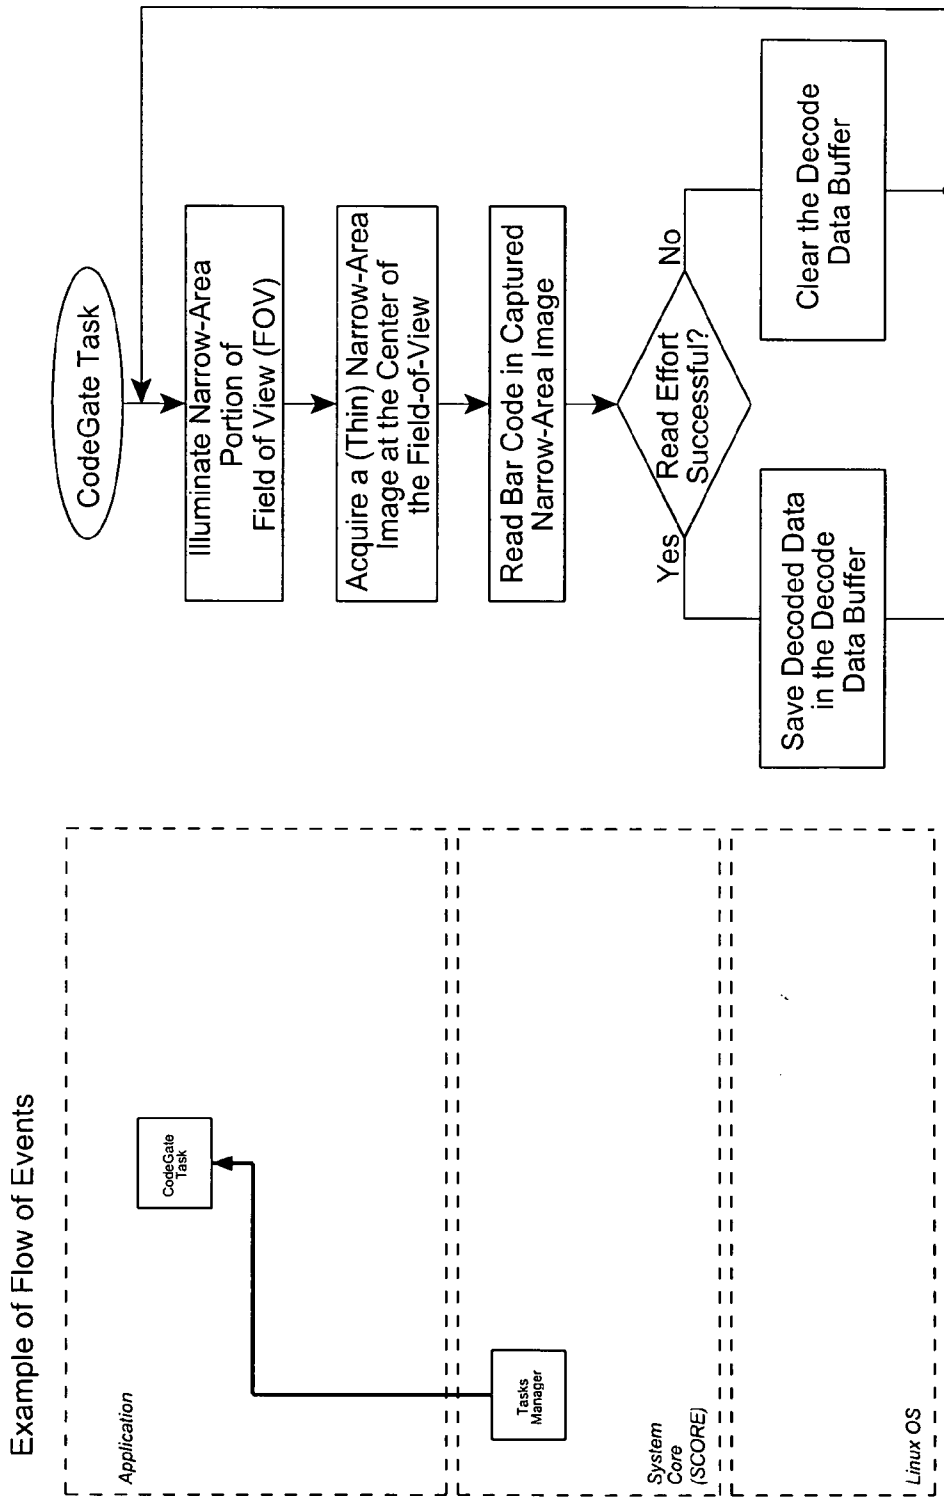 Example of Flow of Events
Application
CodeGate
Task
Tasks
Manager
System
Core
(SCORE)
Linux OS
CodeGate Task
Illuminate Narrow-Area
Portion of
Field of View (FOV)
Acquire a (Thin) Narrow-Area
Image at the Center of
the Field-of-View
Read Bar Code in Captured
Narrow-Area Image
Read Effort
Successful?
Yes
No
Save Decoded Data
in the Decode
Data Buffer
Clear the Decode
Data Buffer